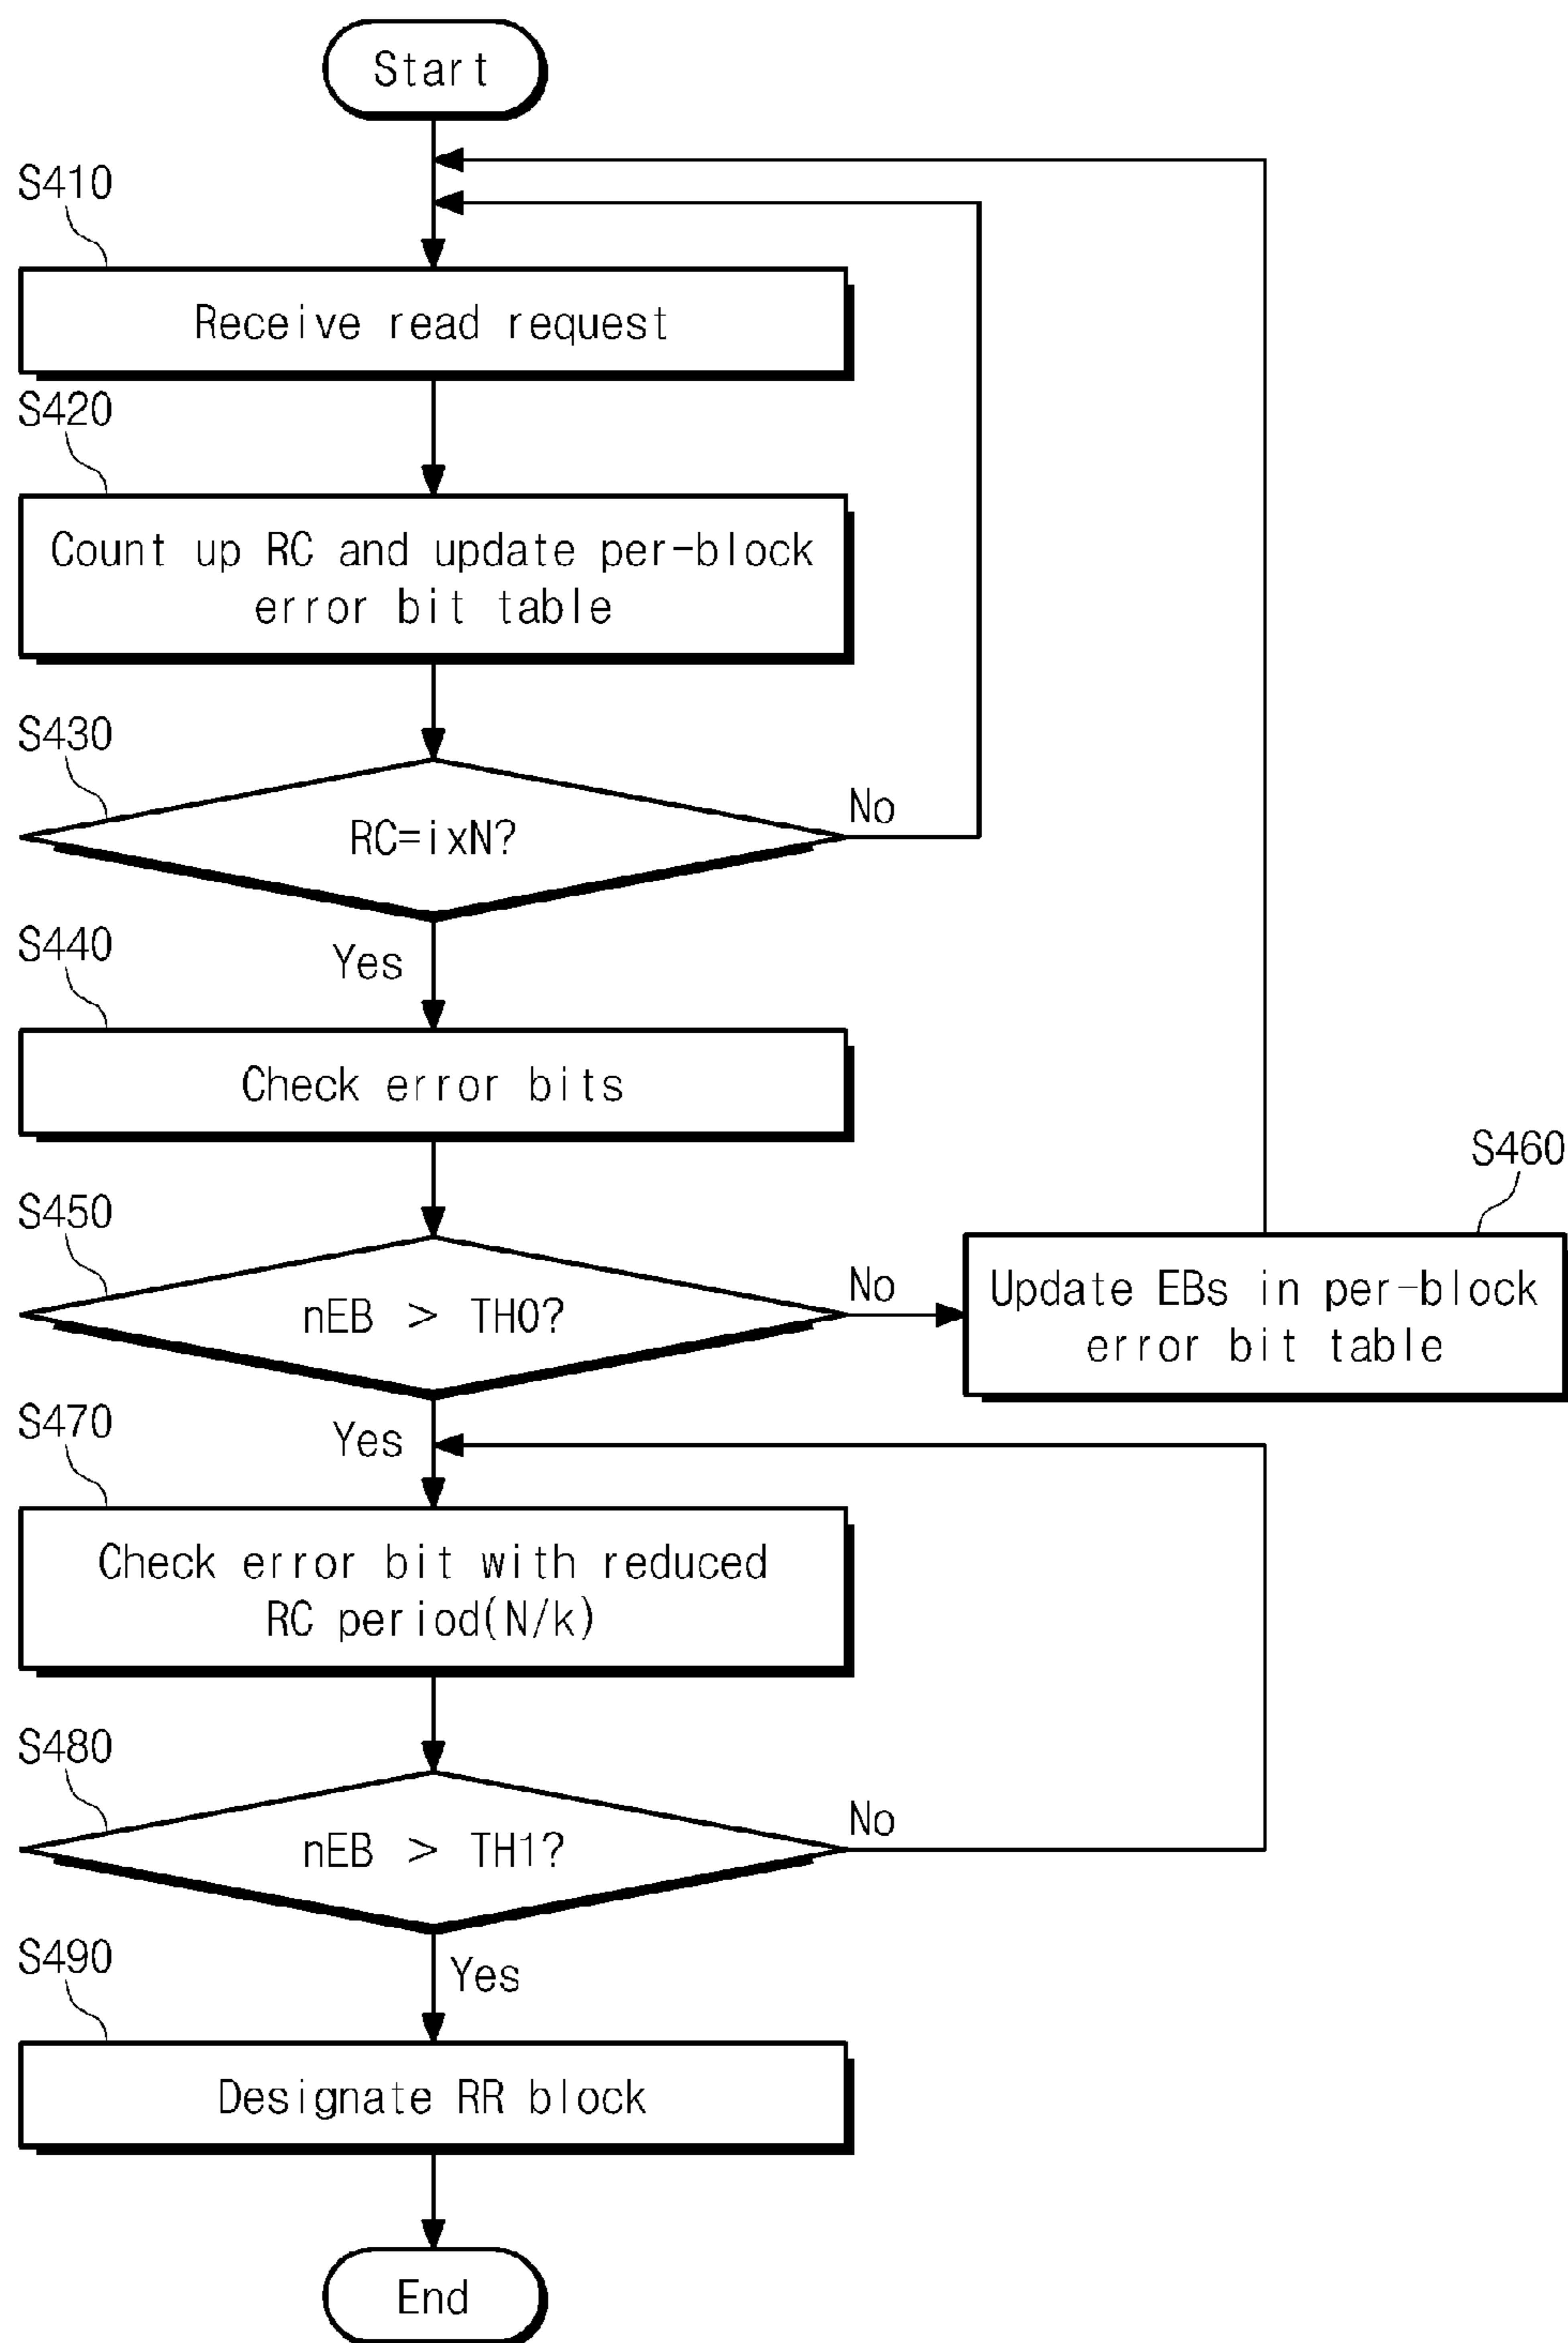 Start
S410
Receive read request
S420
Count up RC and update per-block
error bit table
S430
RC=ixN?
No
Yes
S440
Check error bits
S450
nEB > TH0?
No
Yes
S460
Update EBs in per-block
error bit table
S470
Check error bit with reduced
RC period(N/k)
S480
nEB > TH1?
No
Yes
S490
Designate RR block
End